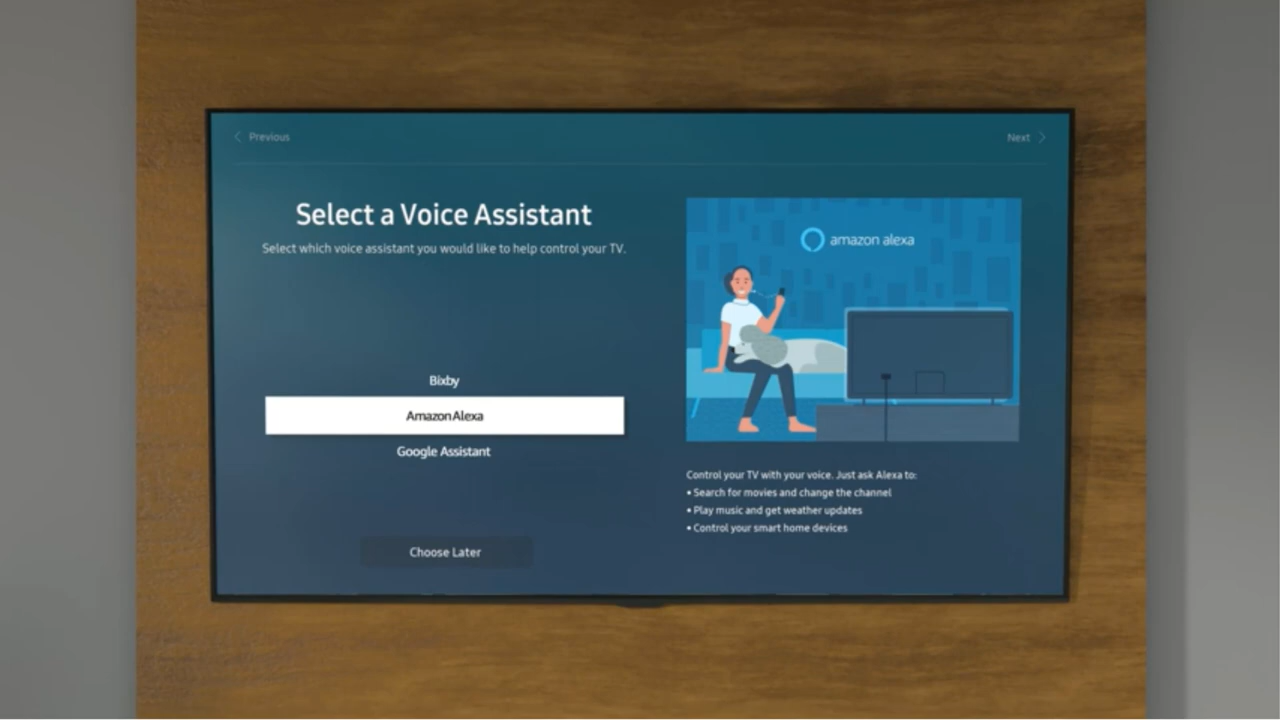 Previous
Next
Select a Voice Assistant
Select which voice assistant you would like to help control your TV.
Bixby
Amazon Alexa
Google Assistant
Choose Later
amazon alexa
Control your TV with your voice. Just ask Alexa to:
• Search for movies and change the channel
• Play music and get weather updates
• Control your smart home devices